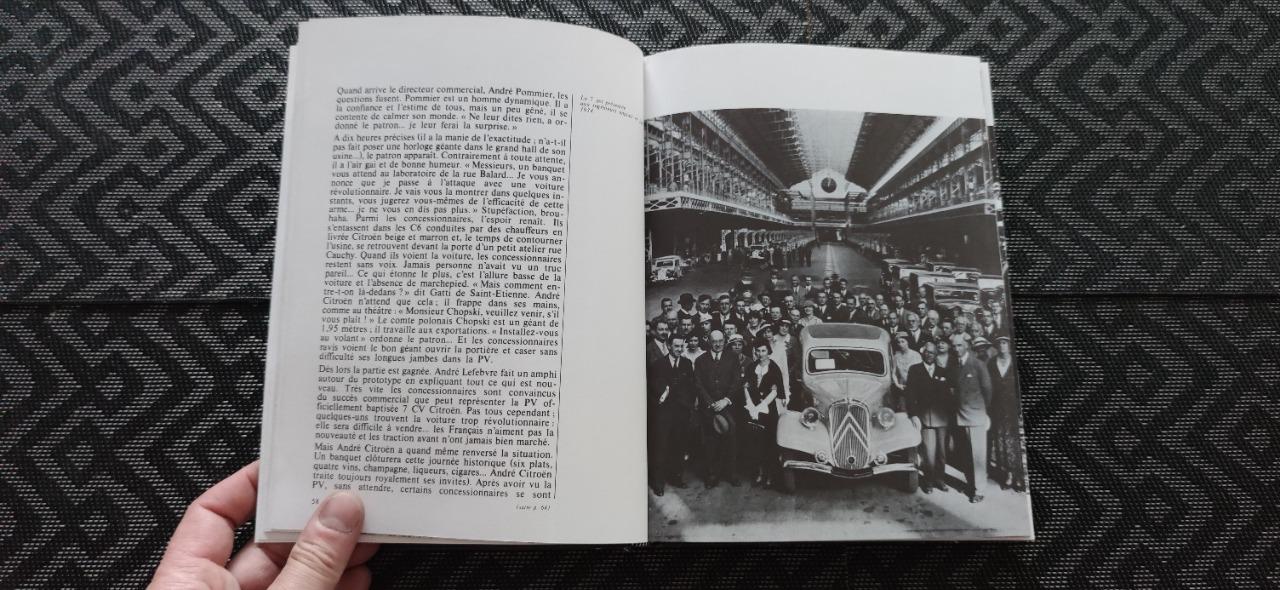 Quand arrive le directeur commercial, André Pommier, les
questions fusent. Pommier est un homme dynamique. Il a
la confiance et l'estime de tous, mais un peu gêné, il se
contente de calmer son monde. « Ne leur dites rien, a or-
donné le patron... je leur ferai la surprise. »
A dix heures précises (il a la manie de l'exactitude ; n'a-t-il
pas fait poser une horloge géante dans le grand hall de son
usine...), le patron apparaît. Contrairement à toute attente,
il a l'air gai et de bonne humeur. « Messieurs, un banquet
vous attend au laboratoire de la rue Balard... Je vous an-
nonce que je passe à l'attaque avec une voiture
révolutionnaire. Je vais vous la montrer dans quelques ins-
tants, vous jugerez vous-mêmes de l'efficacité de cette
arme... je ne vous en dis pas plus. » Stupéfaction, brou-
haha. Parmi les concessionnaires, l'espoir renaît. Ils
s'entassent dans les C6 conduites par des chauffeurs en
livrée Citroën beige et marron et, le temps de contourner
l'usine, se retrouvent devant la porte d'un petit atelier rue
Cauchy. Quand ils voient la voiture, les concessionnaires
restent sans voix. Jamais personne n'avait vu un truc
pareil... Ce qui étonne le plus, c'est l'allure basse de la
voiture et l'absence de marchepied. « Mais comment en-
tre-t-on là-dedans ? » dit Gatti de Saint-Etienne. André
Citroën n'attend que cela ; il frappe dans ses mains,
comme au théâtre : « Monsieur Chopski, veuillez venir, s'il
vous plaît ! » Le comte polonais Chopski est un géant de
1,95 mètres ; il travaille aux exportations. « Installez-vous
au volant » ordonne le patron... Et les concessionnaires
ravis voient le bon géant ouvrir la portière et caser sans
difficulté ses longues jambes dans la PV.
Dès lors la partie est gagnée. André Lefebvre fait un amphi
autour du prototype en expliquant tout ce qui est nou-
veau. Très vite les concessionnaires sont convaincus
du succès commercial que peut représenter la PV of-
ficiellement baptisée 7 CV Citroën. Pas tous cependant ;
quelques-uns trouvent la voiture trop révolutionnaire :
elle sera difficile à vendre... les Français n'aiment pas la
nouveauté et les traction avant n'ont jamais bien marché.
Mais André Citroën a quand même renversé la situation.
Un banquet clôturera cette journée historique (six plats,
quatre vins, champagne, liqueurs, cigares... André Citroën
traite toujours royalement ses invités). Après avoir vu la
PV, sans attendre, certains concessionnaires se sont
58
(suite p. 64)
La 7
1934